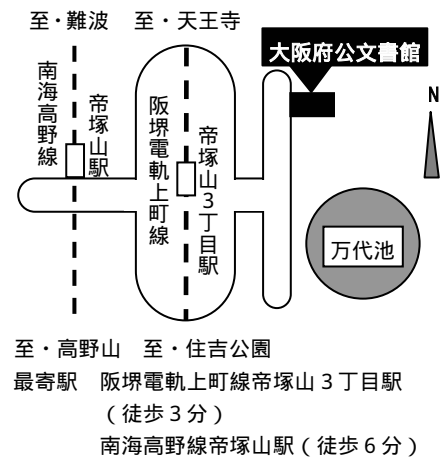 至・難波
至・天王寺
大阪府公文書館
南海高野線
帝塚山駅
阪堺電軌上町線
帝塚山3丁目駅
N
万代池
至・高野山
至・住吉公園
最寄駅 阪堺電軌上町線帝塚山3丁目駅
(徒歩3分)
南海高野線帝塚山駅(徒歩6分)